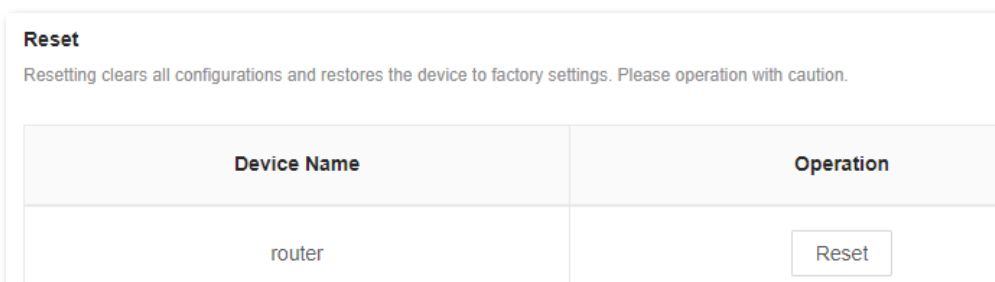 Reset
Resetting clears all configurations and restores the device to factory settings. Please operation with caution.
Device Name Operation
router Reset